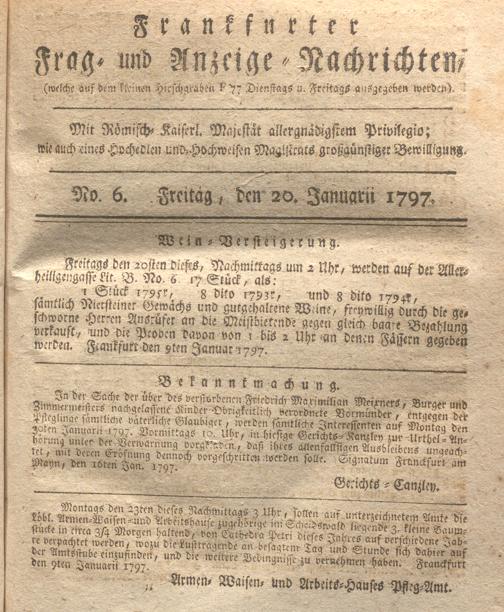 Frankfurter
Frag- und Anzeige-Nachrichten,
(welche auf dem kleinen Hirschgraben F 77 Dienstags u. Freitags ausgegeben werden).
Mit Römisch-Kaiserl. Majestät allergnädigstem Privilegio;
wie auch eines Hochedlen und Hochweisen Magistrats großgünstiger Bewilligung.
No. 6. Freitag, den 20. Januarii 1797.
Wein-Versteigerung.
Freitags den 20sten dieses, Nachmittags um 2 Uhr, werden auf der Aller-
heiligengasse Lit. B. No. 6. 17 Stück, als:
1 Stück 1795r, 8 dito 1793r, und 8 dito 1794r,
sämtlich Niersteiner Gewächs und gutgehaltene Weine, freywillig durch die ge-
schworne Herren Ausrüfer an die Meistbietende gegen gleich baare Bezahlung
verkauft, und die Proben davon von 1 bis 2 Uhr an denen Fässern gegeben
werden. Frankfurt den 9ten Januar 1797.
Bekanntmachung.
In der Sache der über des verstorbenen Friedrich Maximilian Meixners, Burger und
Zimmermeisters nachgelassene Kinder Obrigkeitlich verordnete Vormünder, entgegen der
Pfleglinge sämtliche väterliche Glaubiger, werden sämtliche Interessenten auf Montag den
30ten Januarii 1797. Vormittags 10. Uhr, in hiesige Gerichts-Kanzley zur Urthel-An-
hörung unter der Verwarnung vorgeladen, daß ihres allenfallsigen Ausbleibens ungeach-
tet, mit deren Eröfnung dennoch vorgeschritten werden solle. Signatum Franckfurt am
Mayn, den 16ten Jan. 1797.
Gerichts-Canzley.
Montags den 23ten dieses Nachmittags 3 Uhr, sollen auf unterzeichnetem Amte die
löbl. Armen-Waisen-und Arbeitshause zugehörige im Scheidswald liegende 3. kleine Baum-
stücke in circa 3/4 Morgen haltend, von Cathedra Petri dieses Jahres auf verschiedene Jah-
re verpachtet werden, wozu die Lusttragende an besagtem Tag und Stunde sich dahier auf
der Amtsstube einzufinden, und die weitere Bedingnisse zu vernehmen haben. Franckfurt
den 9ten Januarii 1797.
Armen- Waisen- und Arbeits-Hauses Pfleg-Amt.